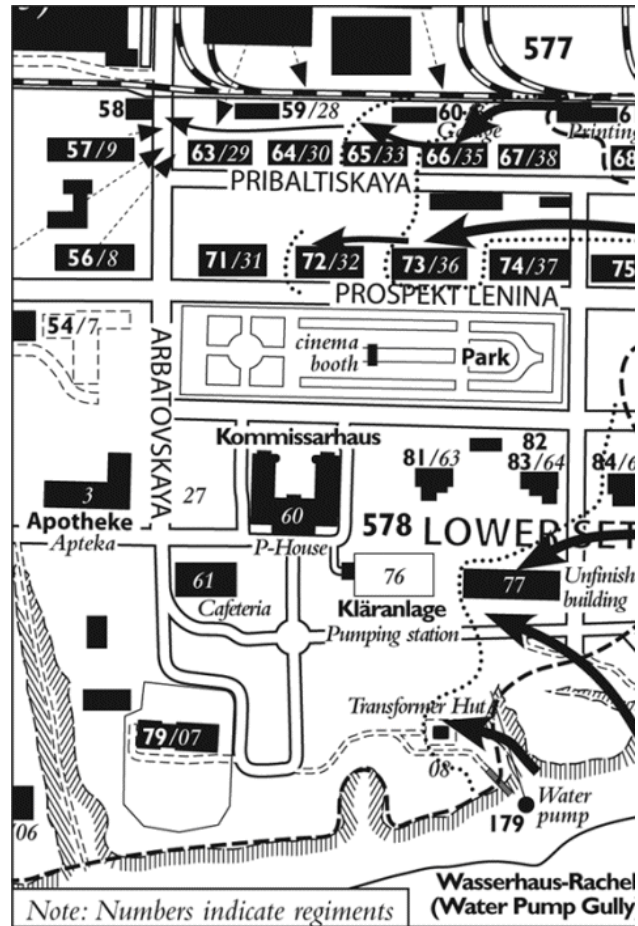 577
58
59/28
60
6
Garage
Printing
57/9
63/29
64/30
65/33
66/35
67/38
68
PRIBALTISKAYA
56/8
71/31
72/32
73/36
74/37
75
PROSPEKT LENINA
54/7
ARBATOVSKAYA
cinema
booth
Park
Kommissarhaus
81/63
82
83/64
84/6
3
27
60
578
LOWER SET
Apotheke
Apteka
P-House
61
76
77
Unfinish
building
Cafeteria
Kläranlage
Pumping station
Transformer Hut
79/07
08
/06
179
Water
pump
Wasserhaus-Rachel
(Water Pump Gully)
Note: Numbers indicate regiments